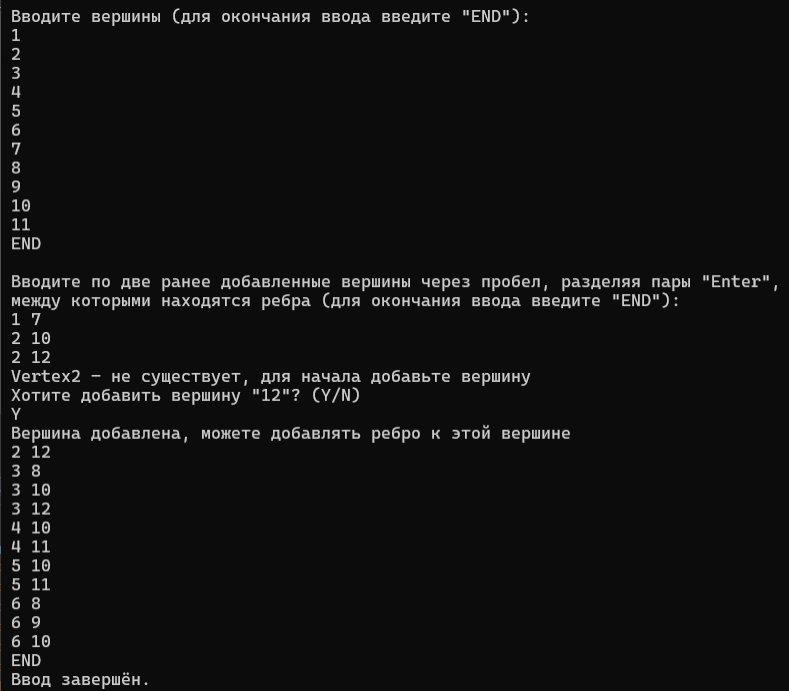 Вводите вершины (для окончания ввода введите "END"):
1
2
3
4
5
6
7
8
9
10
11
END
Вводите по две ранее добавленные вершины через пробел, разделяя пары "Enter",
между которыми находятся ребра (для окончания ввода введите "END"):
1 7
2 10
2 12
Vertex2 – не существует, для начала добавьте вершину
Хотите добавить вершину "12"? (Y/N)
Y
Вершина добавлена, можете добавлять ребро к этой вершине
2 12
3 8
3 10
3 12
4 10
4 11
5 10
5 11
6 8
6 9
6 10
END
Ввод завершён.